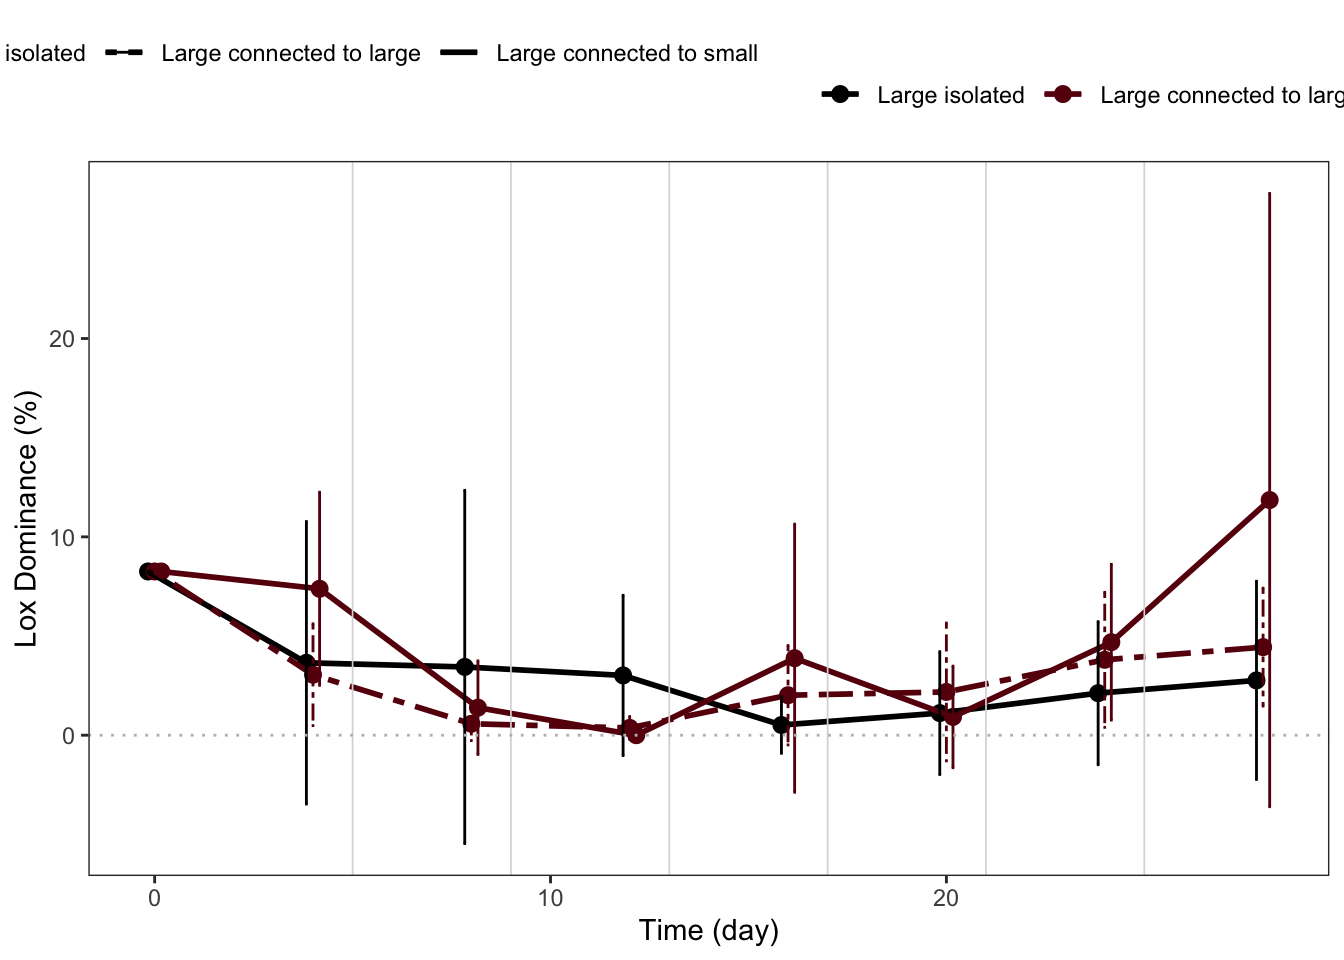 isolated Large connected to large Large connected to small
Large isolated Large connected to larg
20
10
0
Lox Dominance (%)
0 10 20
Time (day)